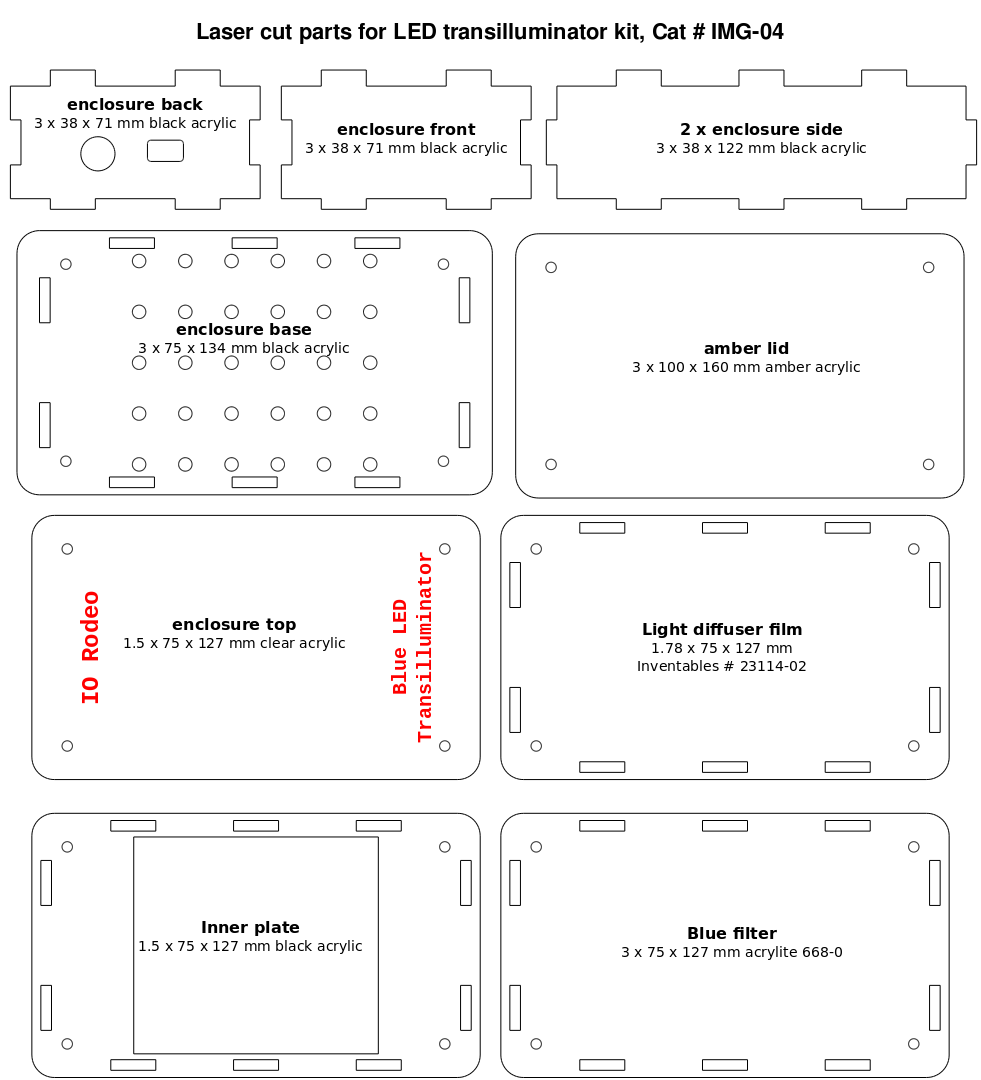 Laser cut parts for LED transilluminator kit, Cat # IMG-04
enclosure back
3 x 38 x 71 mm black acrylic
enclosure front
3 x 38 x 71 mm black acrylic
2 x enclosure side
3 x 38 x 122 mm black acrylic
enclosure base
3 x 75 x 134 mm black acrylic
amber lid
3 x 100 x 160 mm amber acrylic
IO Rodeo
enclosure top
1.5 x 75 x 127 mm clear acrylic
Blue LED
Transilluminator
Light diffuser film
1.78 x 75 x 127 mm
Inventables # 23114-02
Inner plate
1.5 x 75 x 127 mm black acrylic
Blue filter
3 x 75 x 127 mm acrylite 668-0